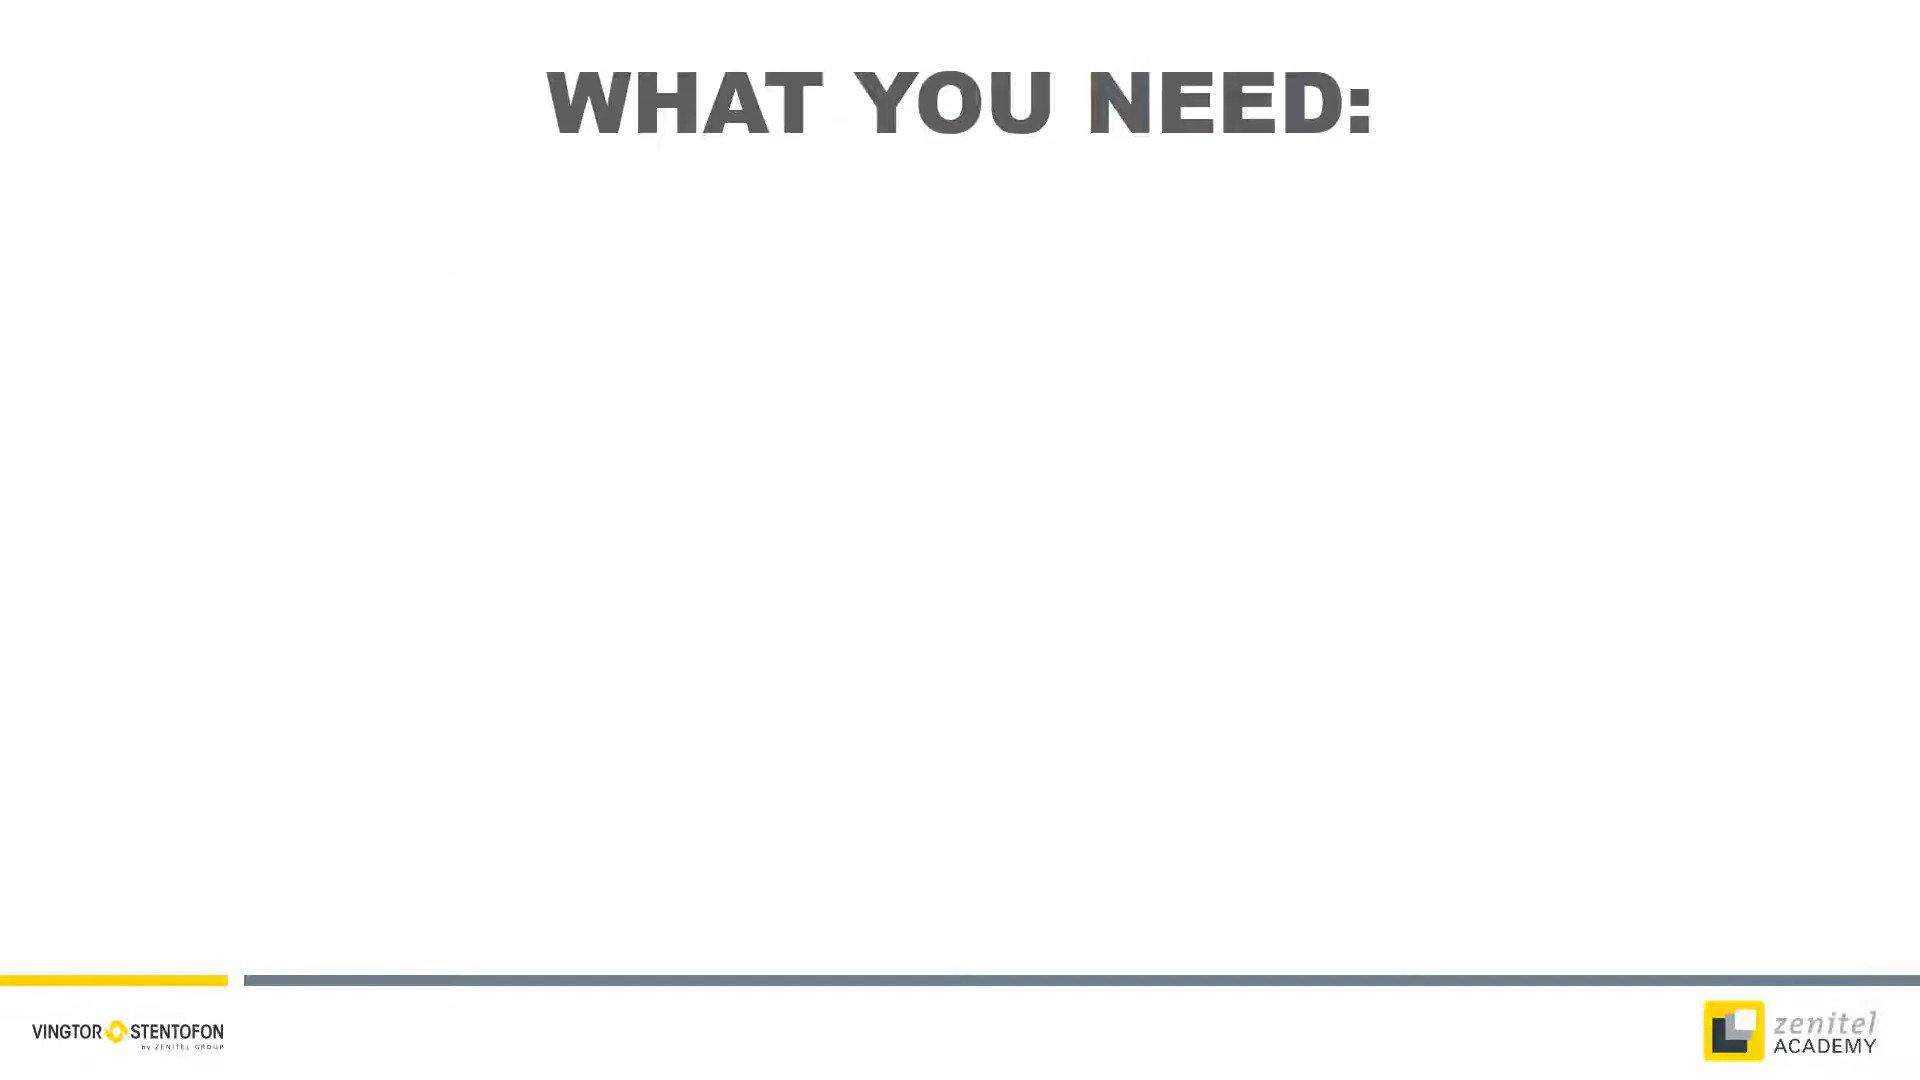 WHAT YOU NEED:
VINGTOR STENTOFON
by ZENITEL GROUP
zenitel
ACADEMY